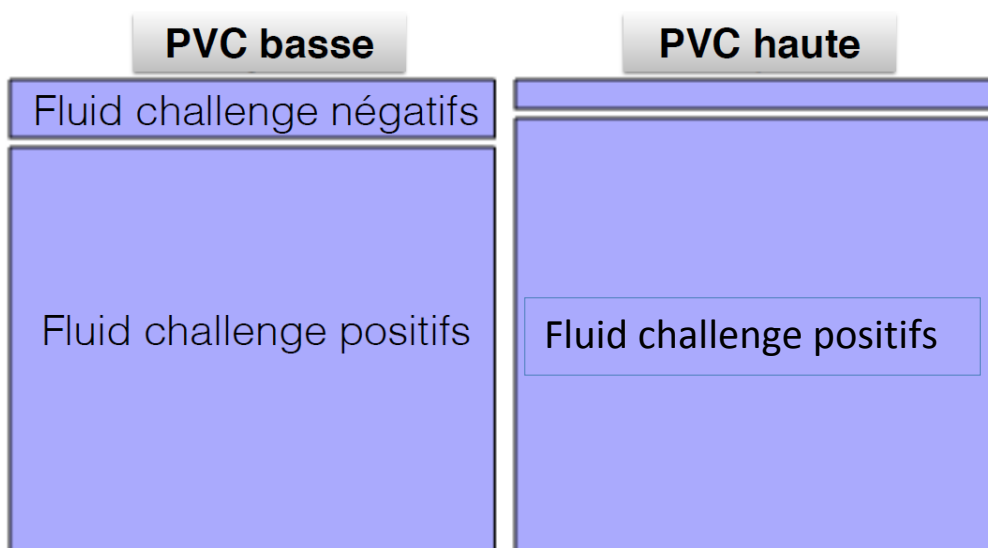 PVC basse
PVC haute
Fluid challenge négatifs
Fluid challenge positifs
Fluid challenge positifs